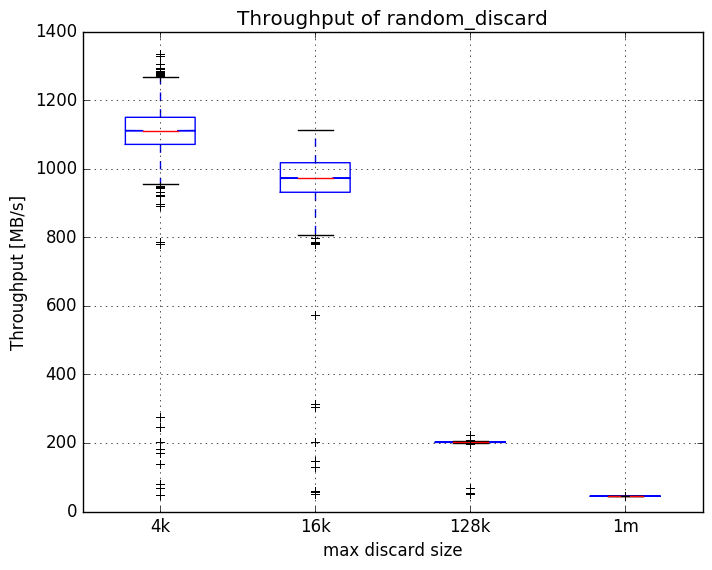 Throughput of random_discard
1400
1200
1000
800
600
400
200
0
Throughput [MB/s]
4k 16k 128k 1m
max discard size